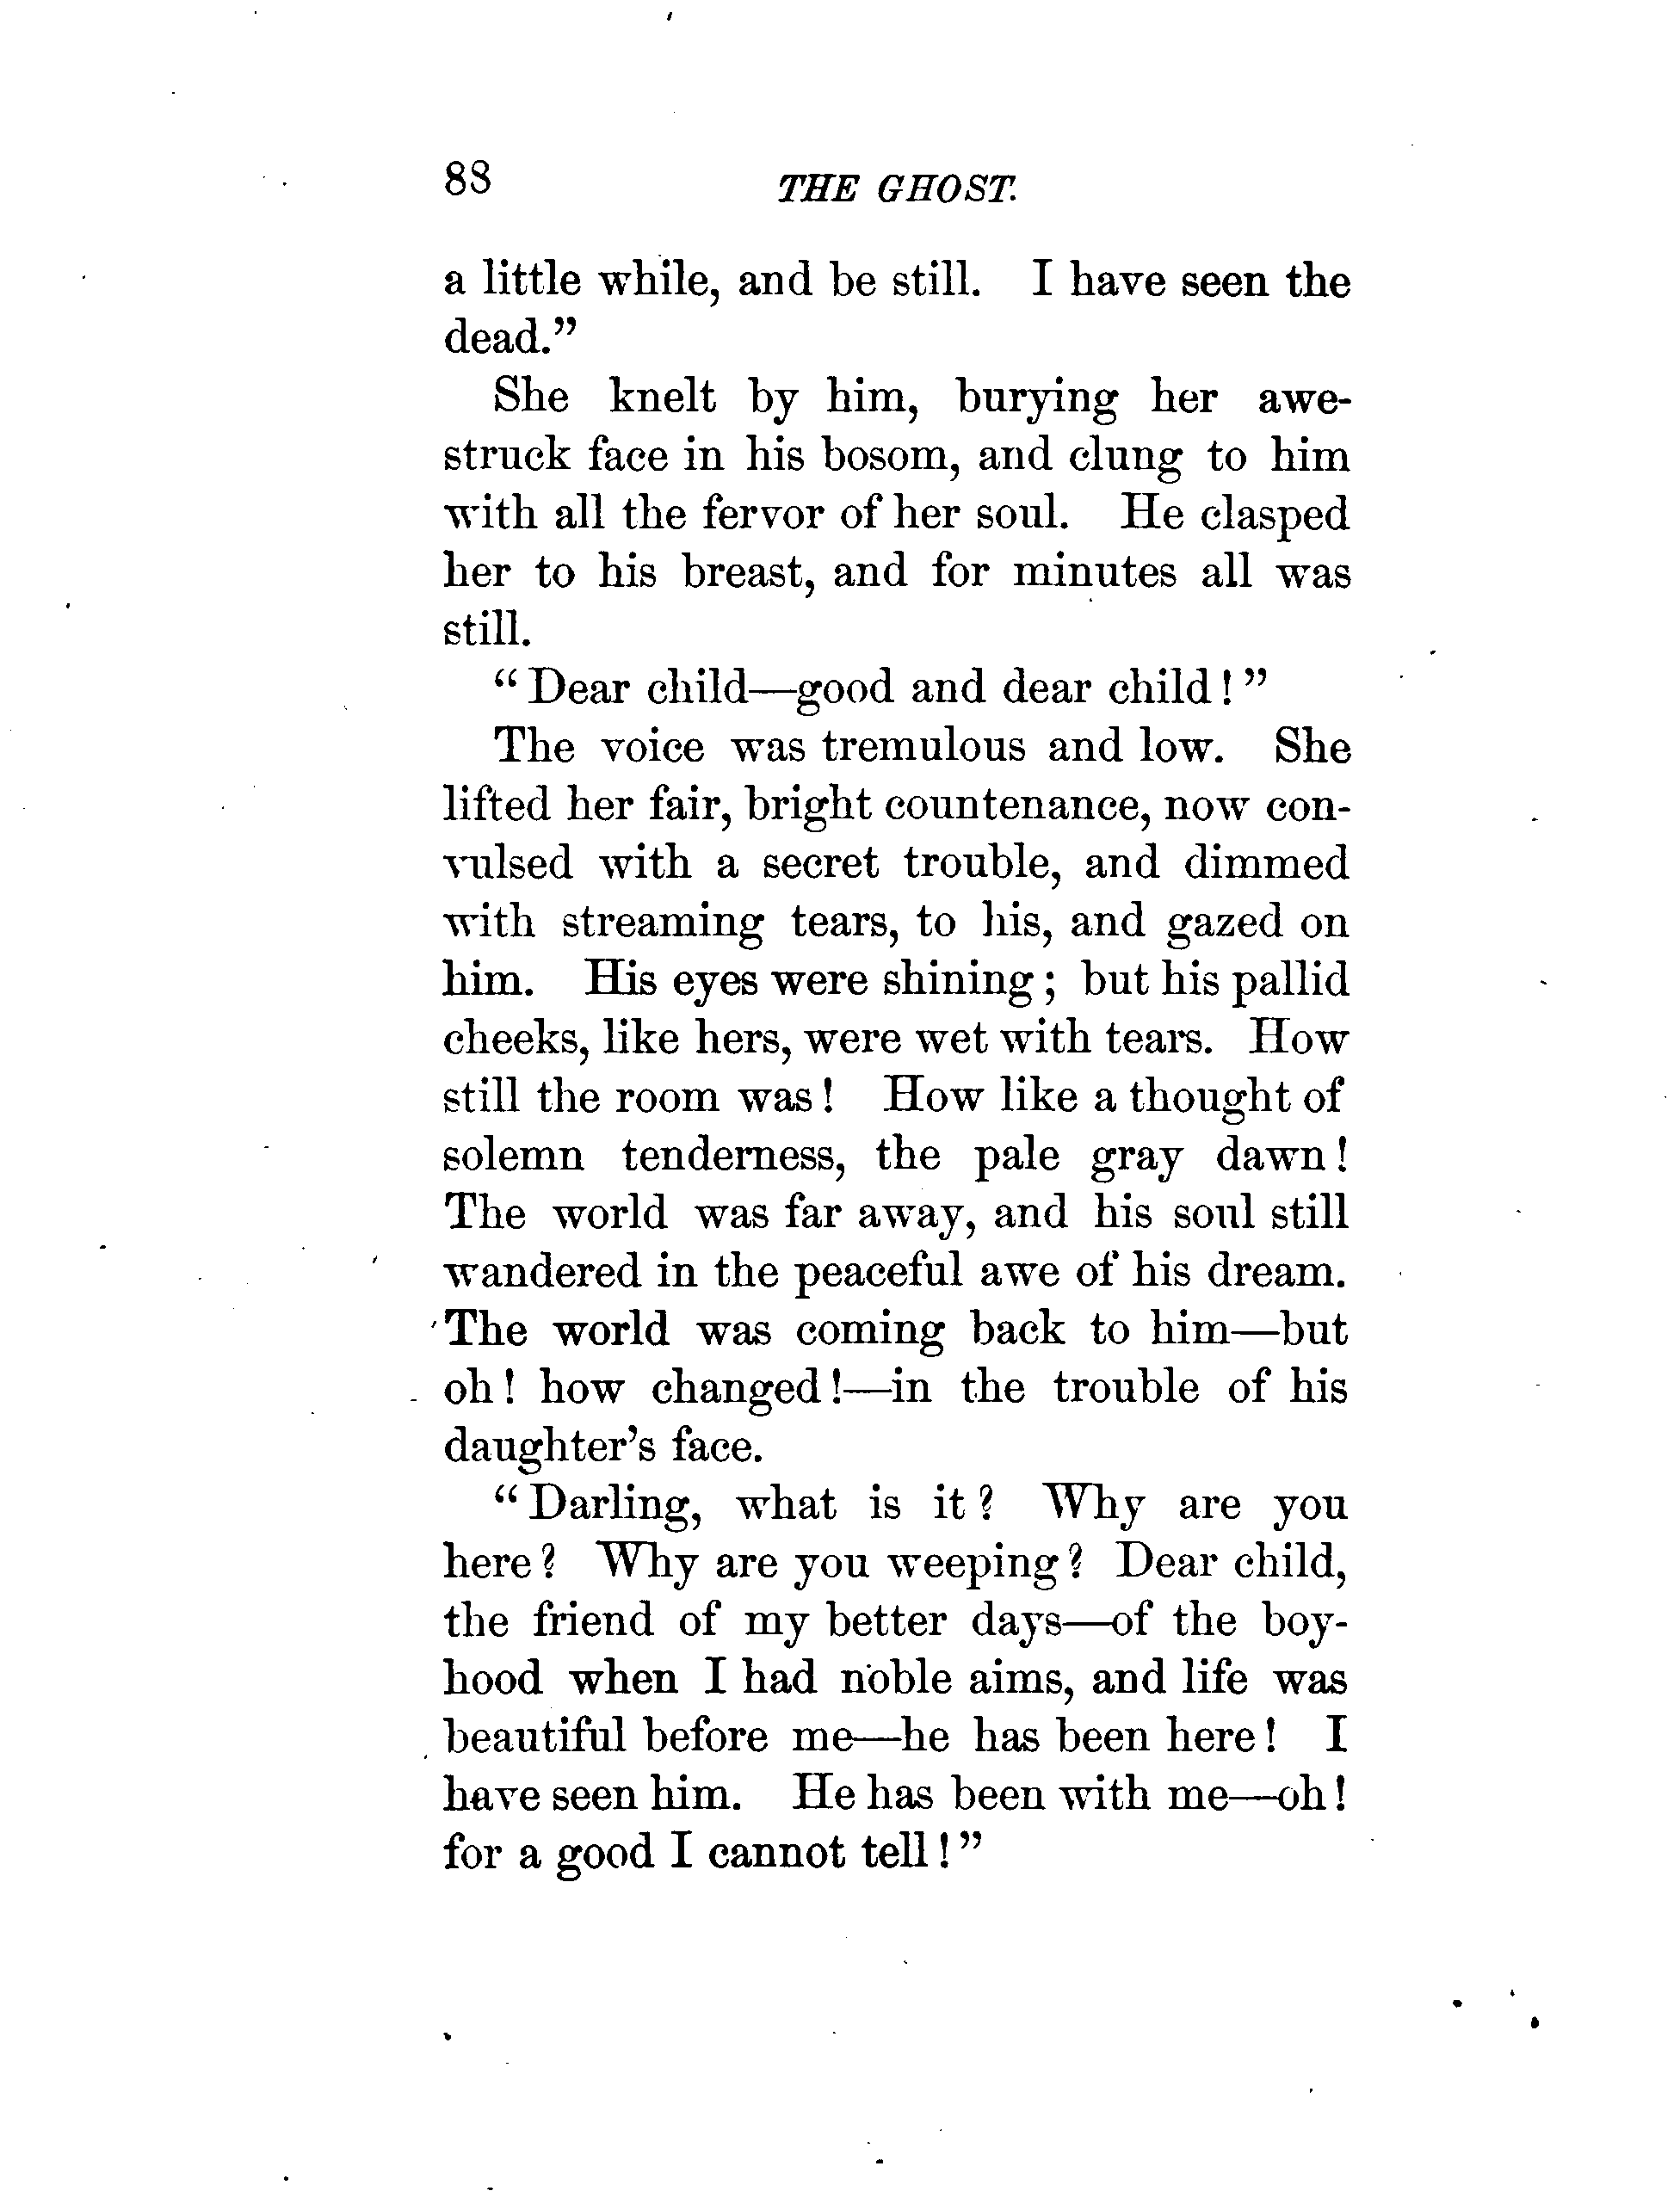 88
THE GHOST.
a little while, and be still. I have seen the
dead.”
She knelt by him, burying her awe-
struck face in his bosom, and clung to him
with all the fervor of her soul. He clasped
her to his breast, and for minutes all was
still.
“Dear child—good and dear child!”
The voice was tremulous and low. She
lifted her fair, bright countenance, now con-
vulsed with a secret trouble, and dimmed
with streaming tears, to his, and gazed on
him. His eyes were shining; but his pallid
cheeks, like hers, were wet with tears. How
still the room was! How like a thought of
solemn tenderness, the pale gray dawn!
The world was far away, and his soul still
wandered in the peaceful awe of his dream.
The world was coming back to him—but
oh! how changed!—in the trouble of his
daughter’s face.
“Darling, what is it? Why are you
here? Why are you weeping? Dear child,
the friend of my better days—of the boy-
hood when I had noble aims, and life was
beautiful before me—he has been here! I
have seen him. He has been with me—oh!
for a good I cannot tell!”